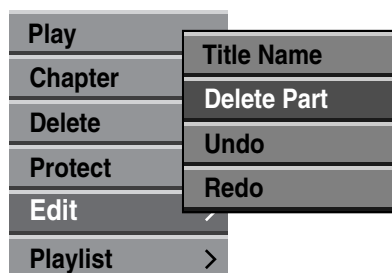 Play
Chapter
Delete
Protect
Edit >
Playlist >
Title Name
Delete Part
Undo
Redo